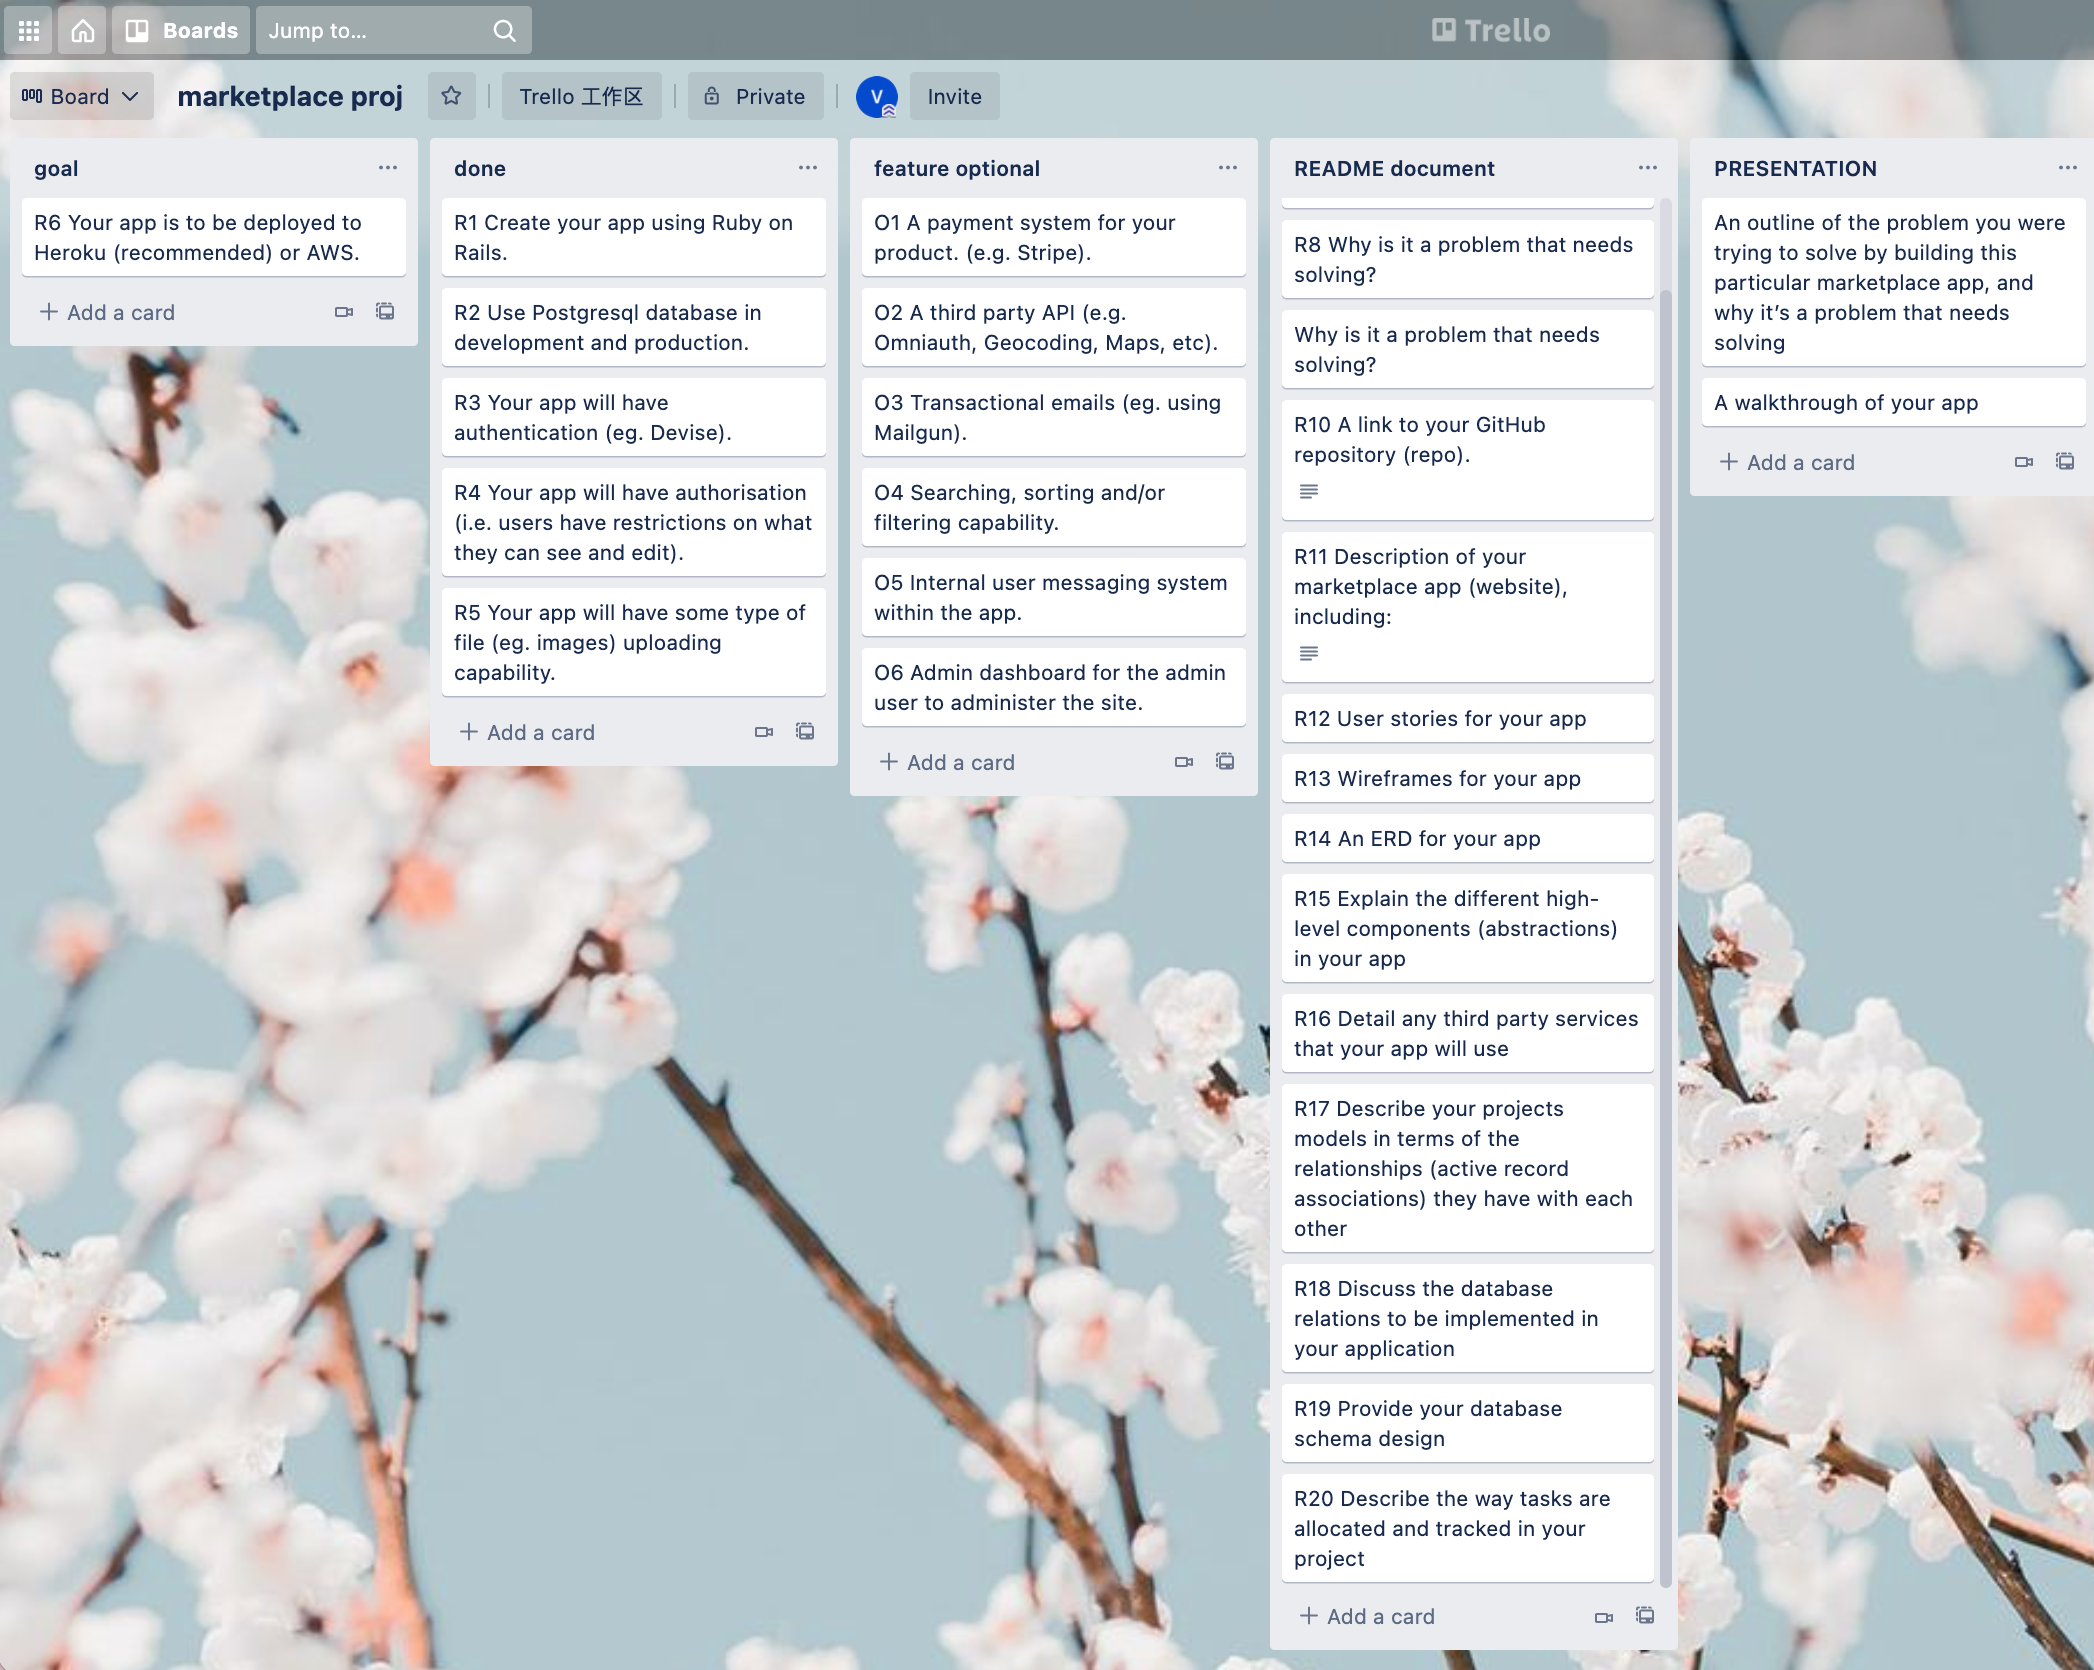 Boards
Jump to...
Trello
Board
marketplace proj
Trello 工作区
Private
V
Invite
goal
R6 Your app is to be deployed to
Heroku (recommended) or AWS.
Add a card
done
R1 Create your app using Ruby on
Rails.
R2 Use Postgresql database in
development and production.
R3 Your app will have
authentication (eg. Devise).
R4 Your app will have authorisation
(i.e. users have restrictions on what
they can see and edit).
R5 Your app will have some type of
file (eg. images) uploading
capability.
Add a card
feature optional
O1 A payment system for your
product. (e.g. Stripe).
O2 A third party API (e.g.
Omniauth, Geocoding, Maps, etc).
O3 Transactional emails (eg. using
Mailgun).
O4 Searching, sorting and/or
filtering capability.
O5 Internal user messaging system
within the app.
O6 Admin dashboard for the admin
user to administer the site.
Add a card
README document
R8 Why is it a problem that needs
solving?
Why is it a problem that needs
solving?
R10 A link to your GitHub
repository (repo).
R11 Description of your
marketplace app (website),
including:
R12 User stories for your app
R13 Wireframes for your app
R14 An ERD for your app
R15 Explain the different high-
level components (abstractions)
in your app
R16 Detail any third party services
that your app will use
R17 Describe your projects
models in terms of the
relationships (active record
associations) they have with each
other
R18 Discuss the database
relations to be implemented in
your application
R19 Provide your database
schema design
R20 Describe the way tasks are
allocated and tracked in your
project
Add a card
PRESENTATION
An outline of the problem you were
trying to solve by building this
particular marketplace app, and
why it's a problem that needs
solving
A walkthrough of your app
Add a card